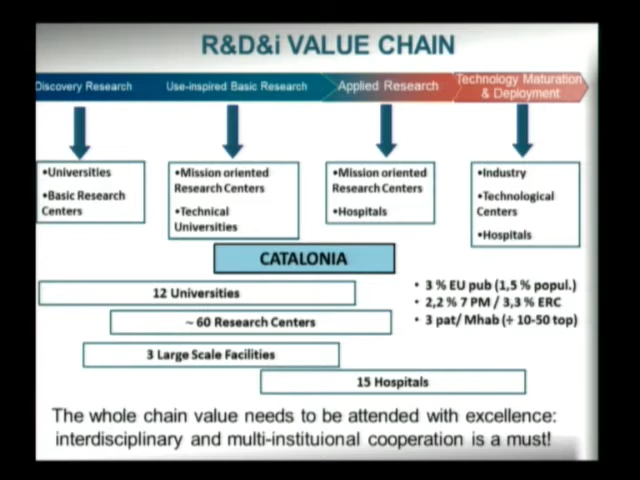 R&D&i VALUE CHAIN
Discovery Research
Use-inspired Basic Research
Applied Research
Technology Maturation
& Deployment
•Universities
•Basic Research
Centers
•Mission oriented
Research Centers
•Technical
Universities
•Mission oriented
Research Centers
•Hospitals
•Industry
•Technological
Centers
•Hospitals
CATALONIA
12 Universities
~ 60 Research Centers
3 Large Scale Facilities
15 Hospitals
• 3 % EU pub (1,5 % popul.)
• 2,2 % 7 PM / 3,3 % ERC
• 3 pat/ Mhab (÷ 10-50 top)
The whole chain value needs to be attended with excellence:
interdisciplinary and multi-instituional cooperation is a must!